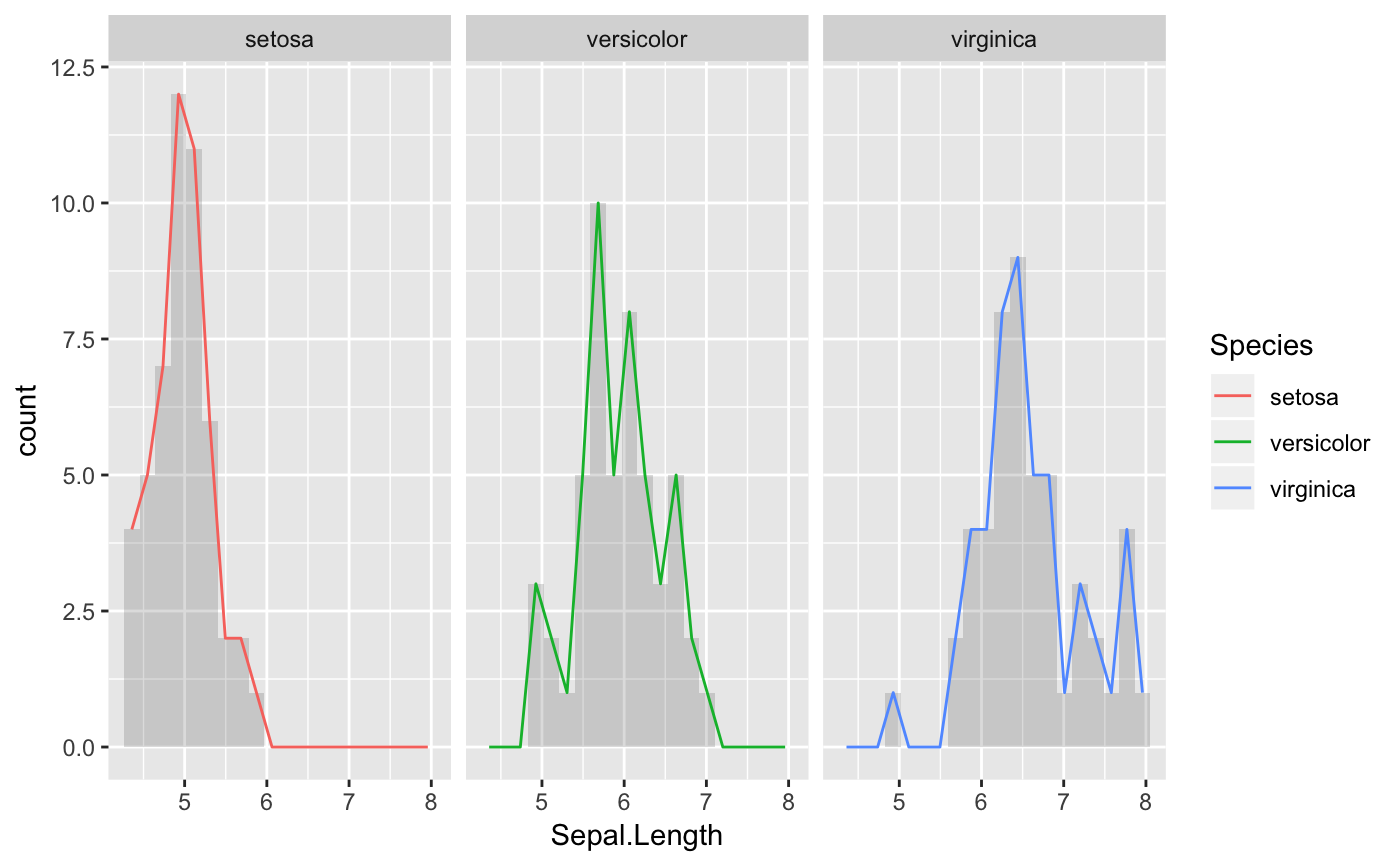 setosa
versicolor
virginica
12.5
10.0
7.5
5.0
2.5
0.0
count
5 6 7 8
5 6 7 8
5 6 7 8
Sepal.Length
Species
setosa
versicolor
virginica